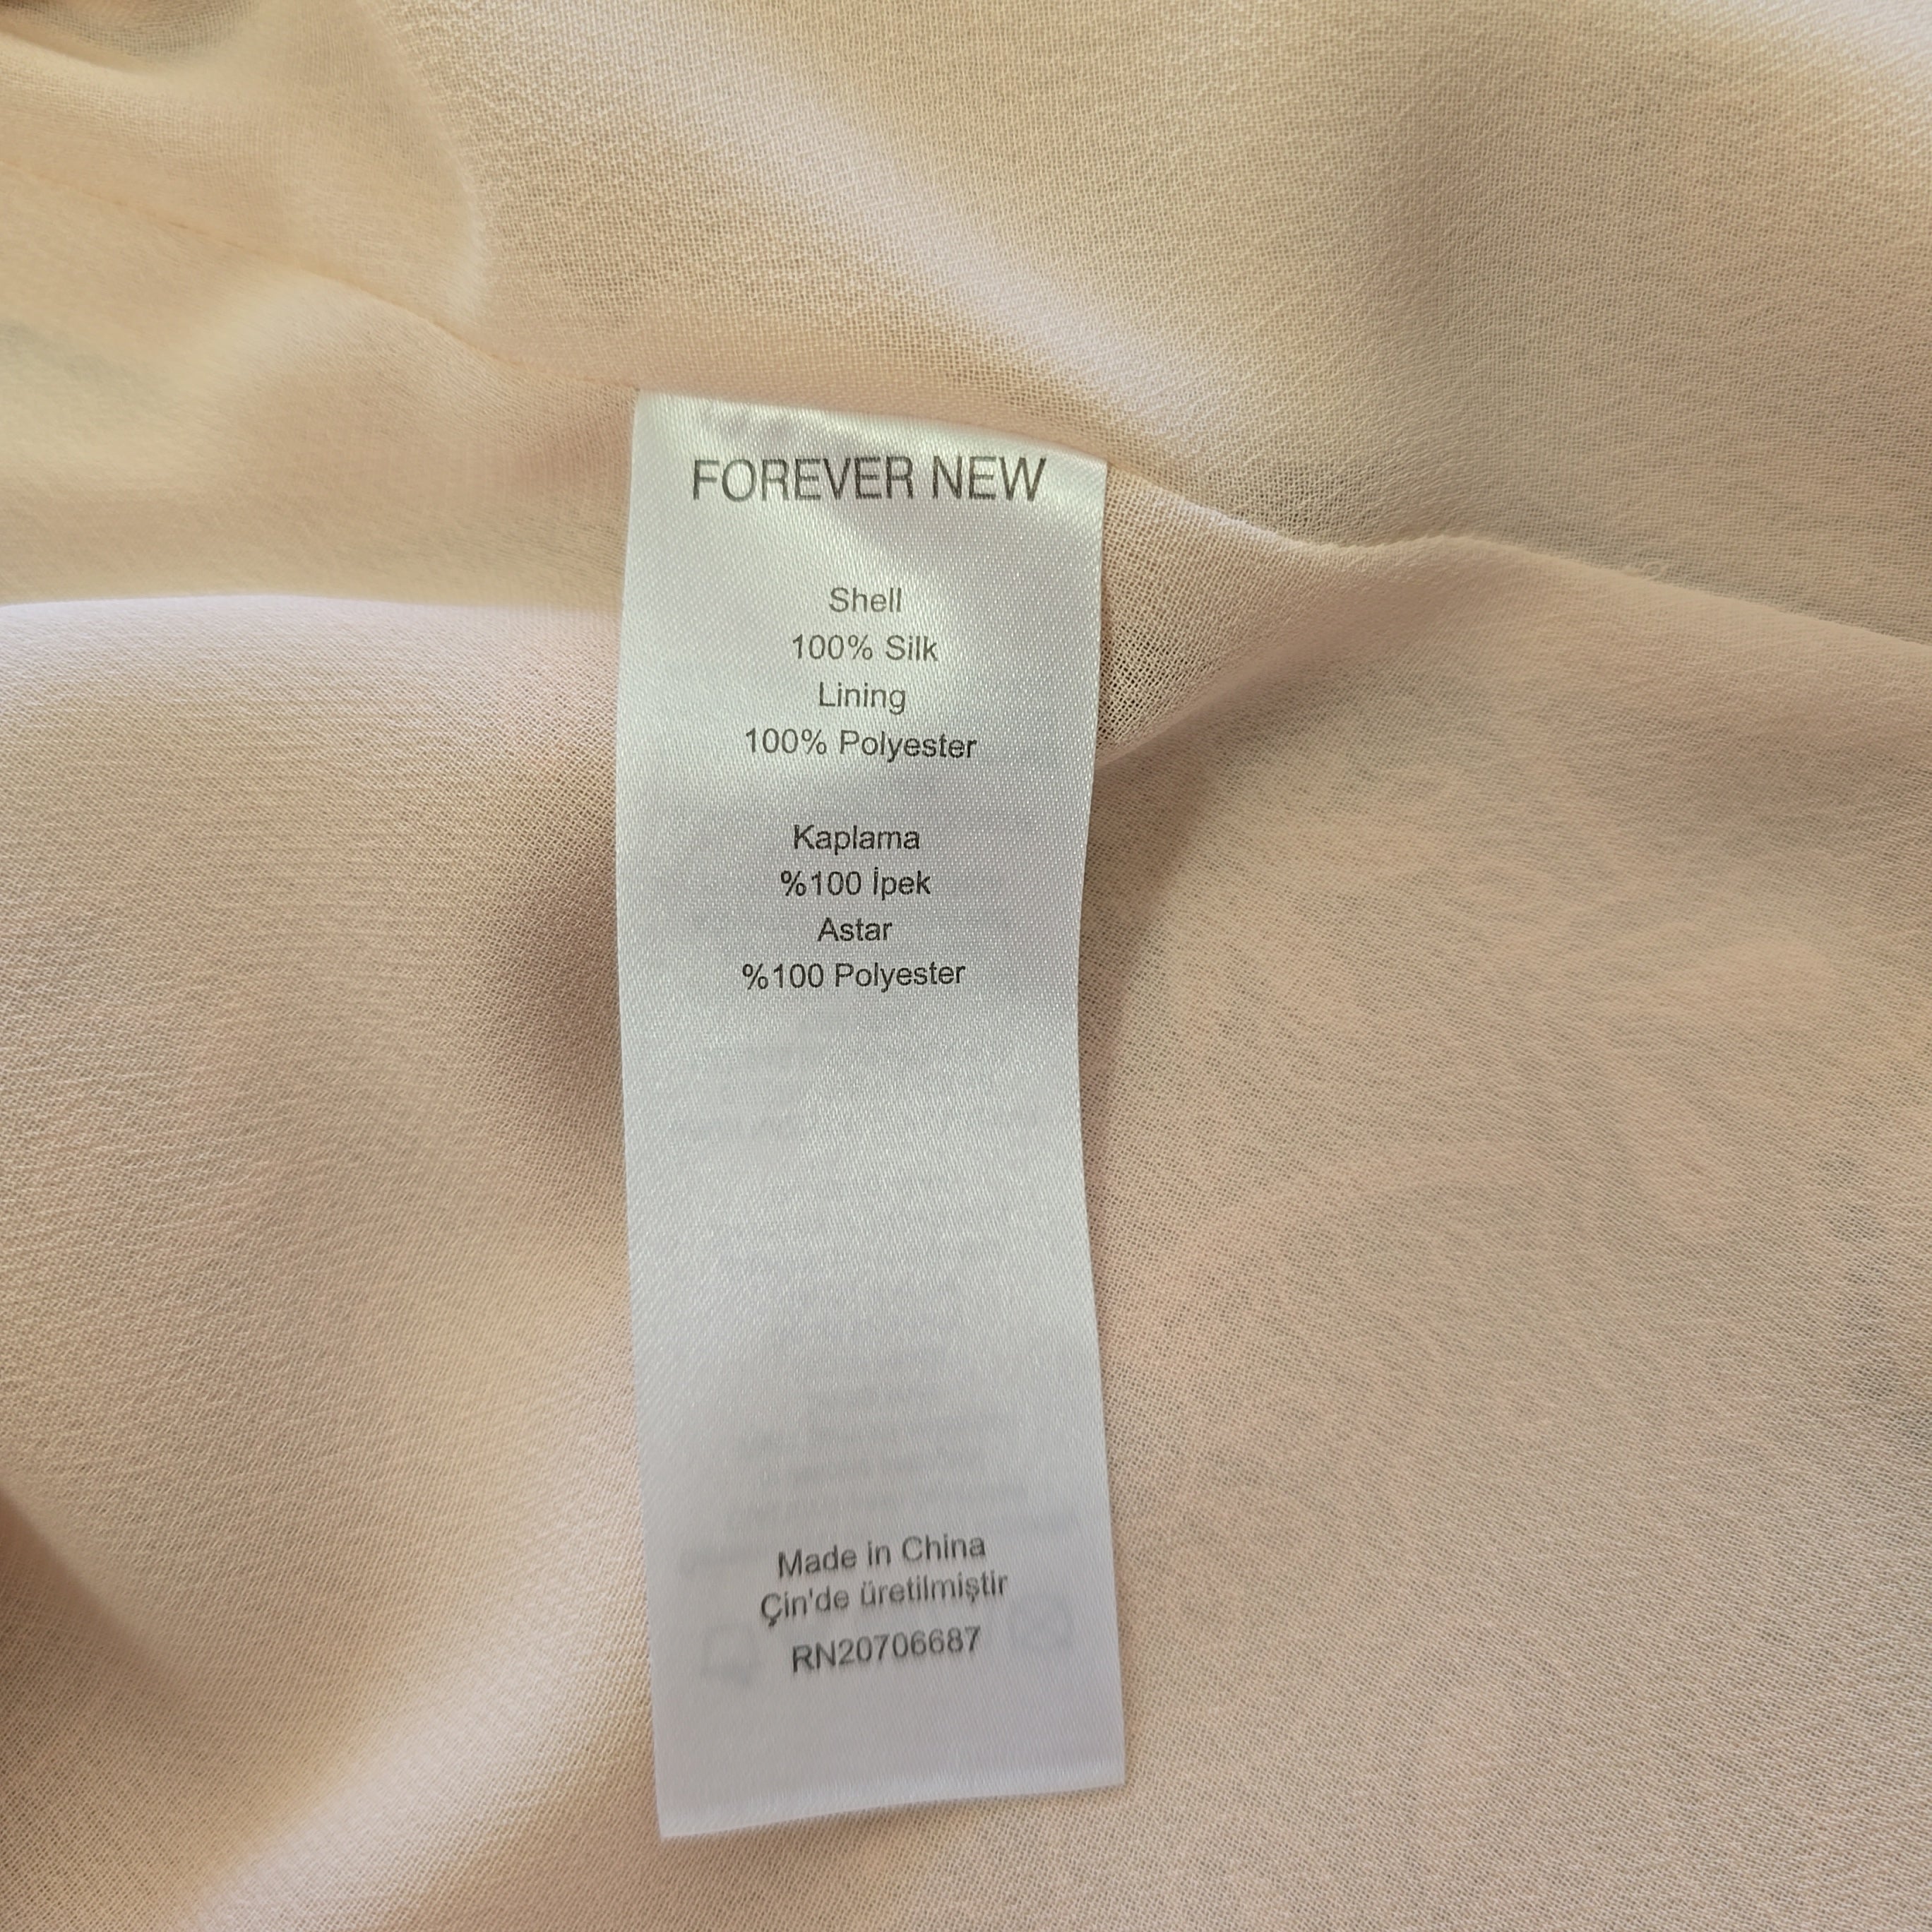 FOREVER NEW
Shell
100% Silk
Lining
100% Polyester
Kaplama
%100 İpek
Astar
%100 Polyester
Made in China
Çin'de üretilmiştir
RN20706687